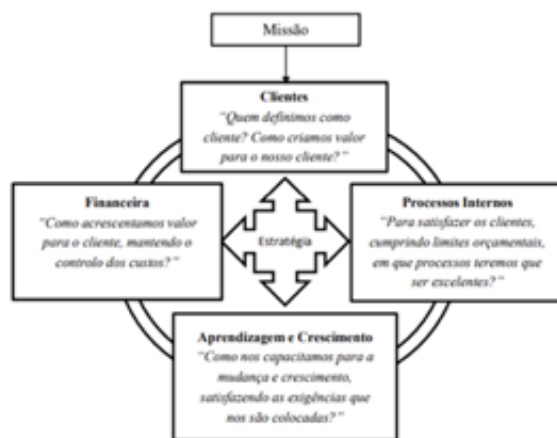 Missão
Clientes
"Quem definimos como
cliente? Como criamos valor
para o nosso cliente?"
Financeira
"Como acrescentamos valor
para o cliente, mantendo o
controlo dos custos?"
Estratégia
Processos Internos
"Para satisfazer os clientes,
cumprindo limites orçamentais,
em que processos teremos que
ser excelentes?"
Aprendizagem e Crescimento
"Como nos capacitamos para a
mudança e crescimento,
satisfazendo as exigências que
nos são colocadas?"